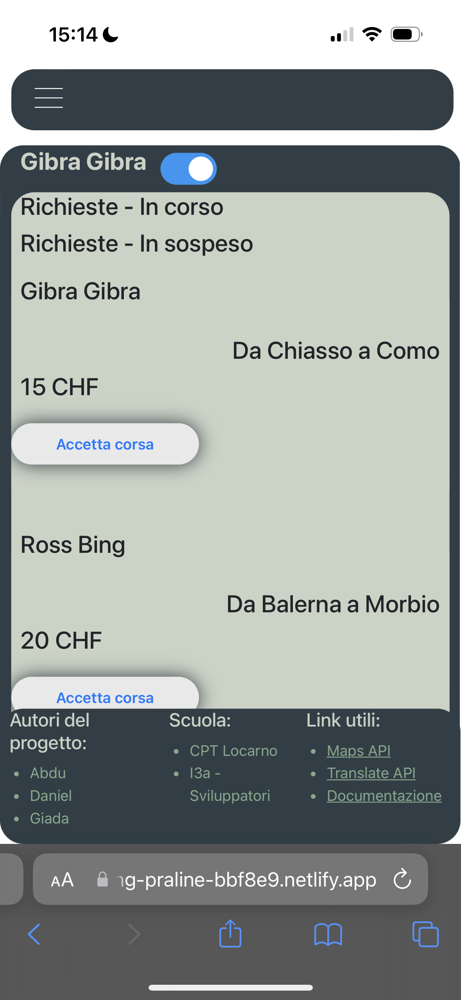 15:14
Gibra Gibra
Richieste - In corso
Richieste - In sospeso
Gibra Gibra
Da Chiasso a Como
15 CHF
Accetta corsa
Ross Bing
Da Balerna a Morbio
20 CHF
Accetta corsa
Autori del
progetto:
Abdu
Daniel
Giada
Scuola:
CPT Locarno
I3a -
Sviluppatori
Link utili:
Maps API
Translate API
Documentazione
AA
ng-praline-bbf8e9.netlify.app